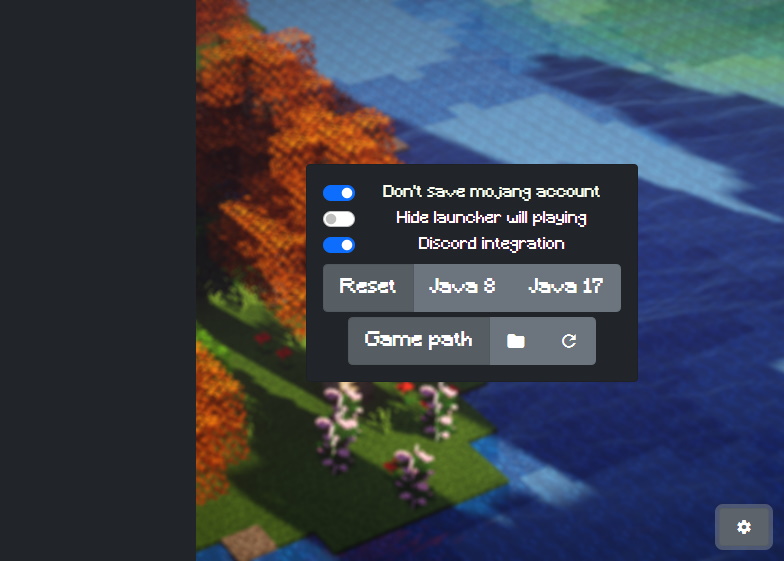 Don't save mojang account
Hide launcher will playing
Discord integration
Reset Java 8 Java 17
Game path